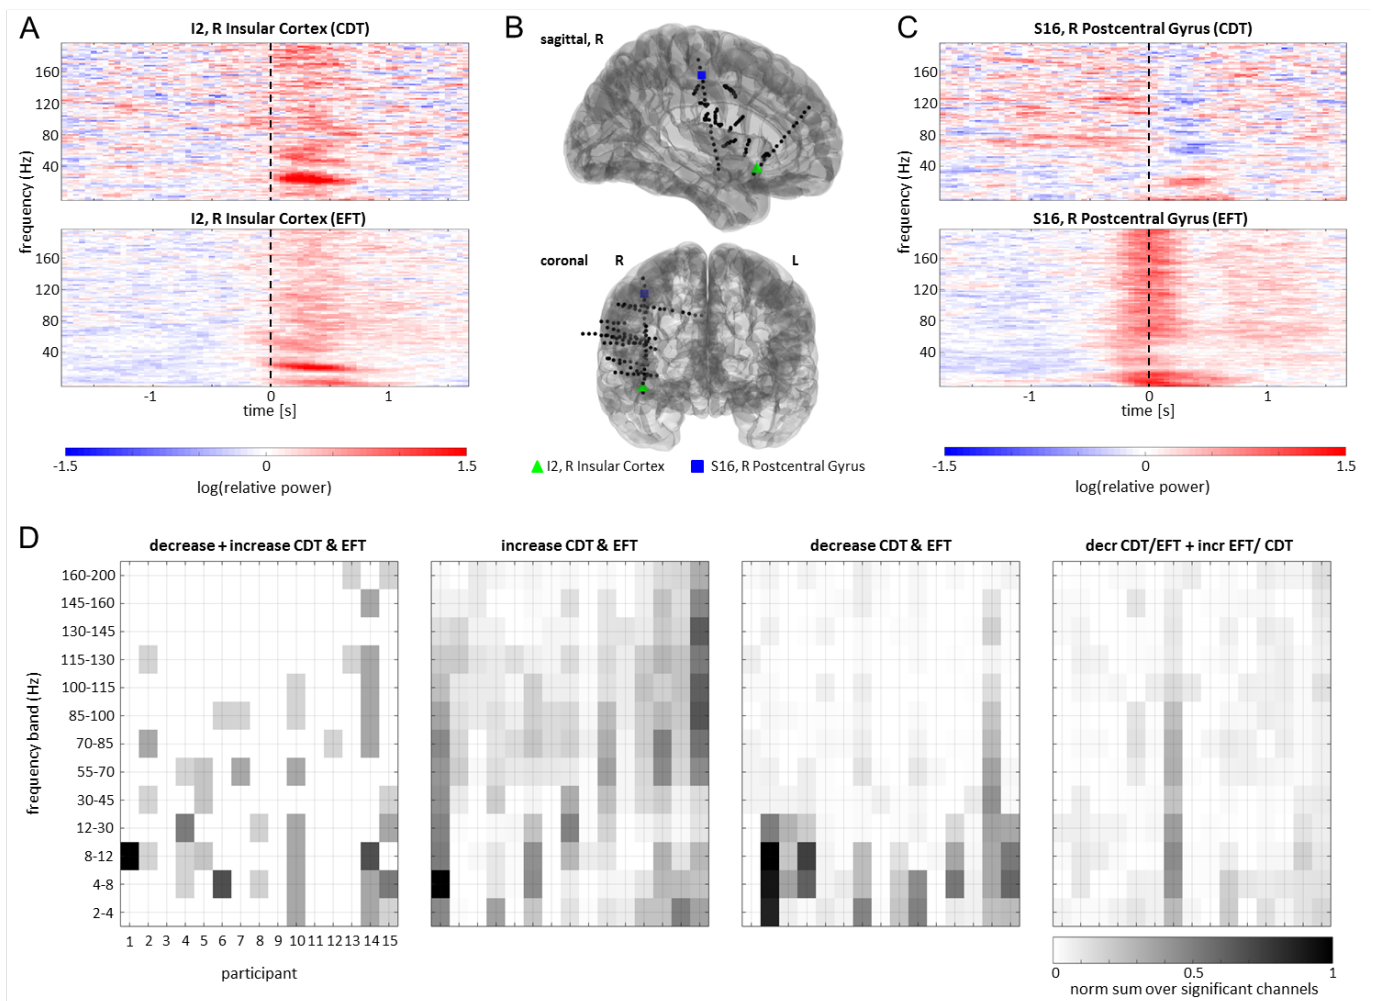 A
I2, R Insular Cortex (CDT)
160
120
80
40
I2, R Insular Cortex (EFT)
160
120
80
40
frequency (Hz)
-1
0
1
time [s]
-1.5
0
1.5
log(relative power)
B
sagittal, R
coronal
R
L
I2, R Insular Cortex
S16, R Postcentral Gyrus
C
S16, R Postcentral Gyrus (CDT)
160
120
80
40
S16, R Postcentral Gyrus (EFT)
160
120
80
40
frequency (Hz)
-1
0
1
time [s]
-1.5
0
1.5
log(relative power)
D
decrease + increase CDT & EFT
increase CDT & EFT
decrease CDT & EFT
decr CDT/EFT + incr EFT/ CDT
frequency band (Hz)
160-200
145-160
130-145
115-130
100-115
85-100
70-85
55-70
30-45
12-30
8-12
4-8
2-4
1 2 3 4 5 6 7 8 9 10 11 12 13 14 15
participant
0
0.5
1
norm sum over significant channels